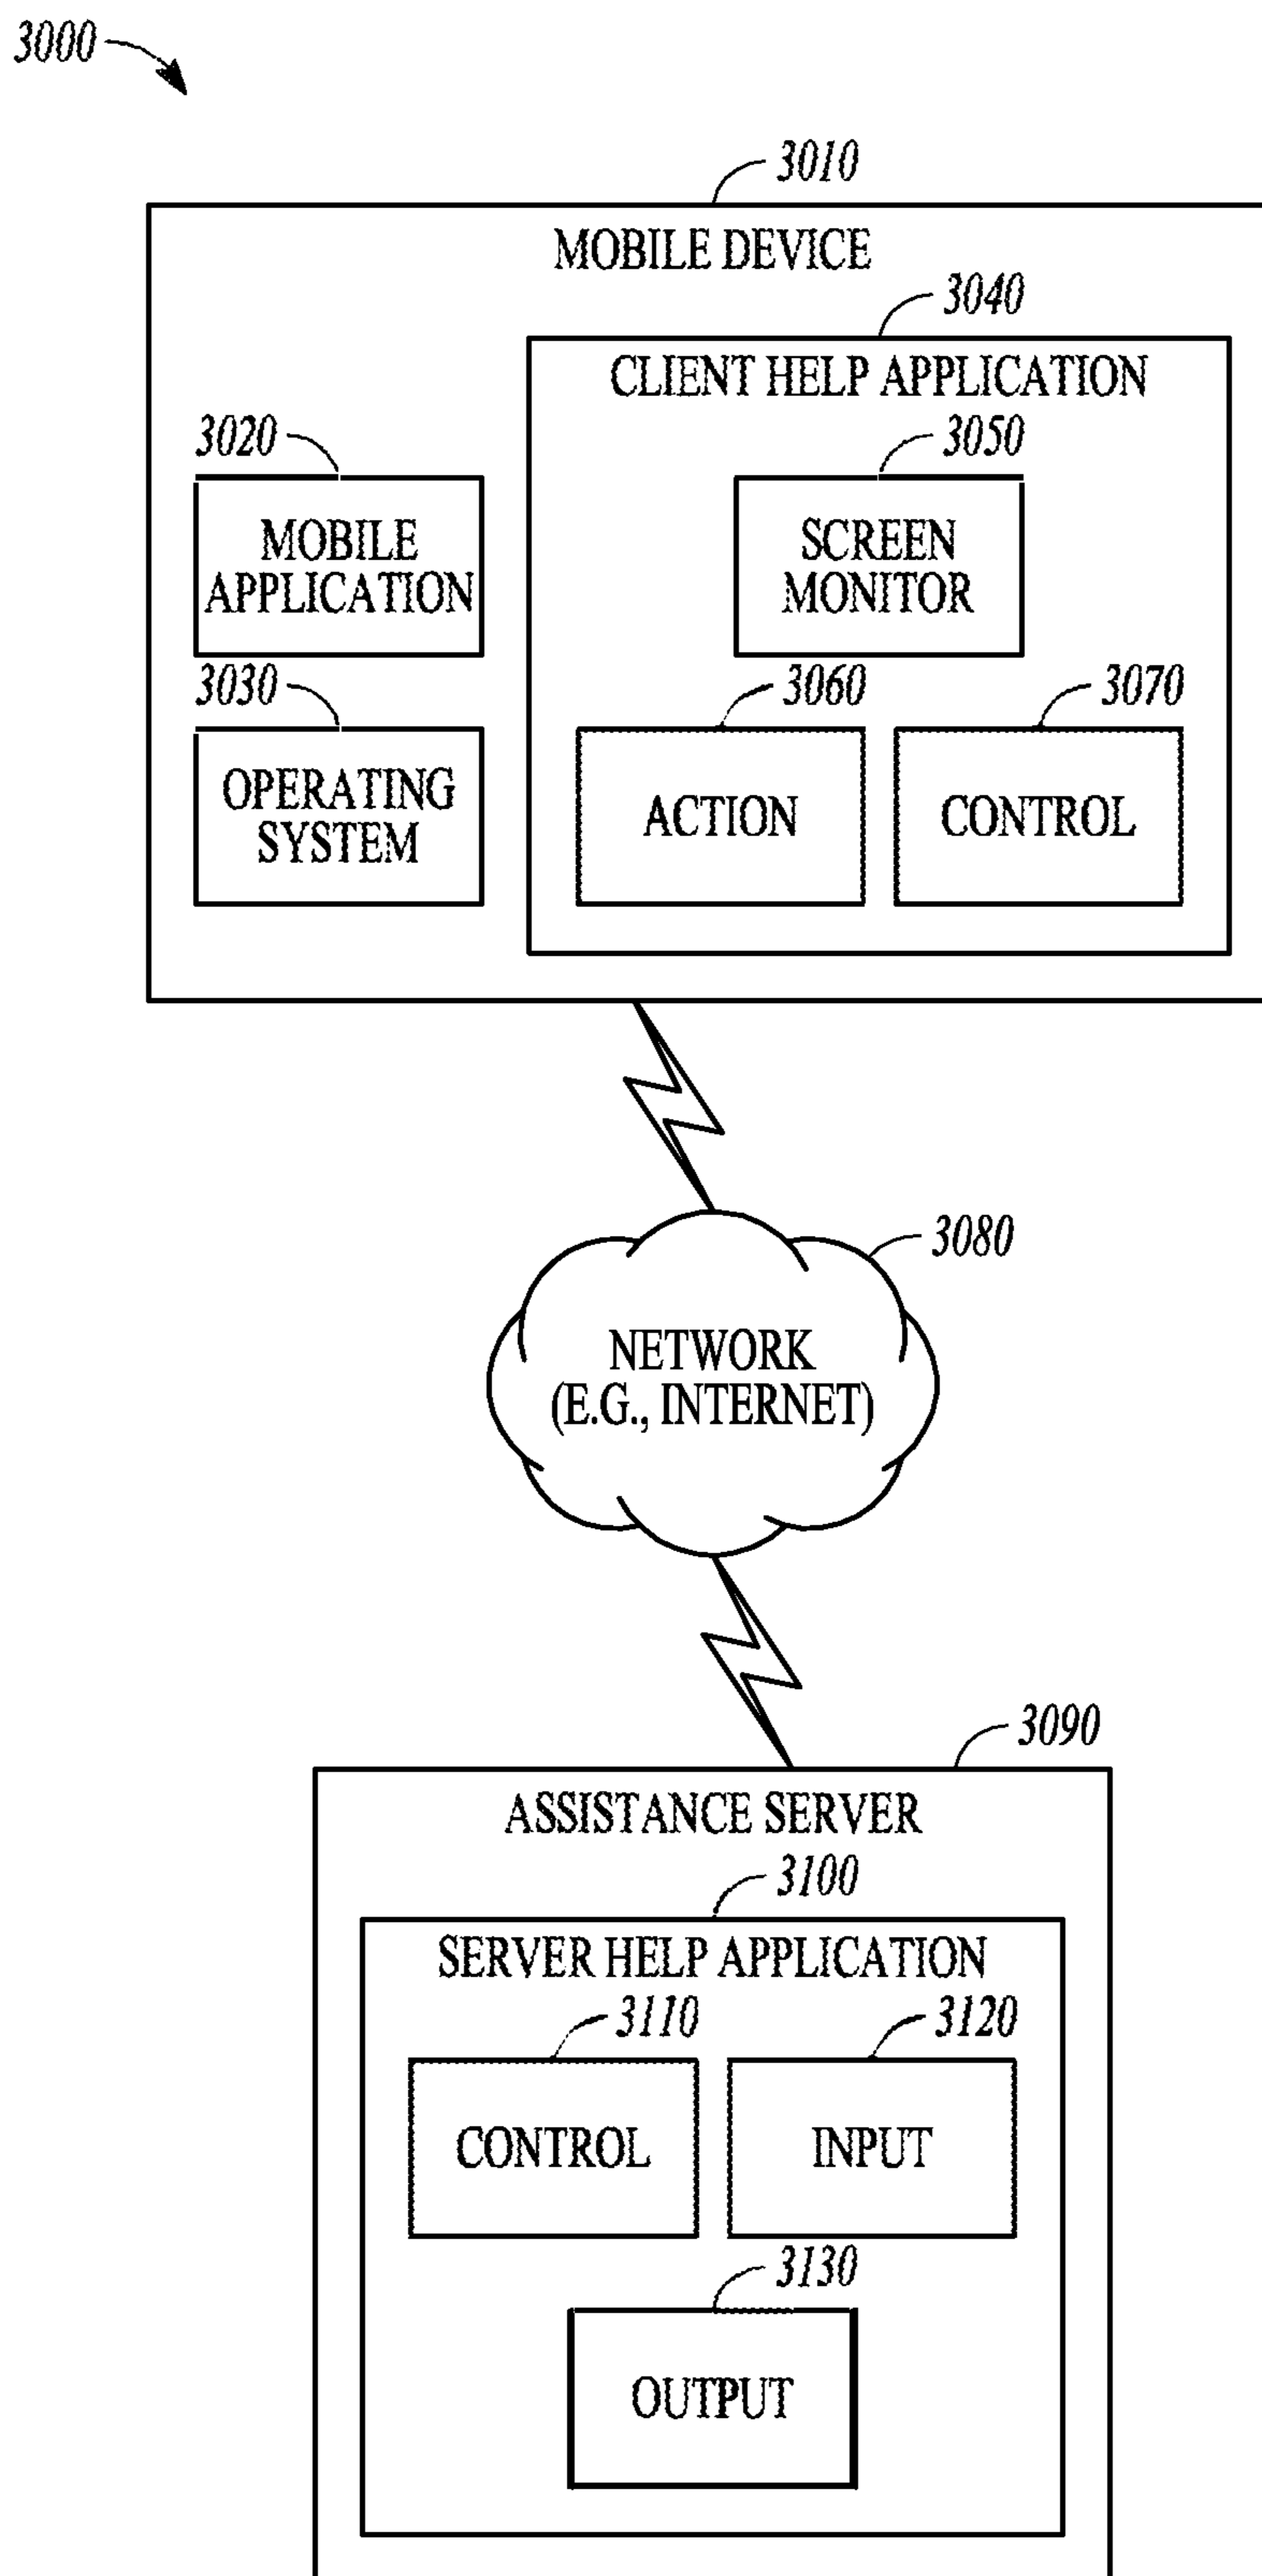 3000
3010
MOBILE DEVICE
3040
CLIENT HELP APPLICATION
3020
3050
MOBILE
APPLICATION
SCREEN
MONITOR
3030
3060
3070
OPERATING
SYSTEM
ACTION
CONTROL
3080
NETWORK
(E.G., INTERNET)
3090
ASSISTANCE SERVER
3100
SERVER HELP APPLICATION
3110
3120
CONTROL
INPUT
3130
OUTPUT